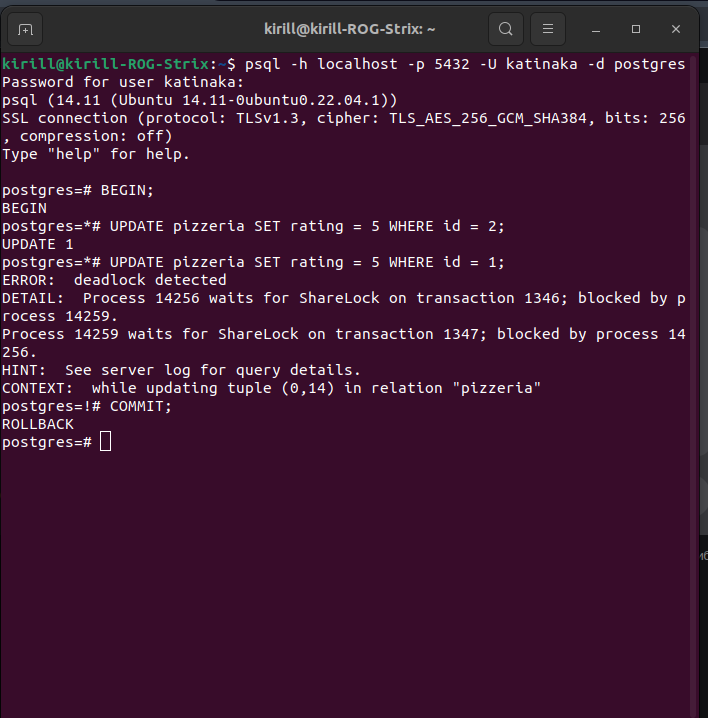 kirill@kirill-ROG-Strix: ~
kirill@kirill-ROG-Strix:~$ psql -h localhost -p 5432 -U katinaka -d postgres
Password for user katinaka:
psql (14.11 (Ubuntu 14.11-0ubuntu0.22.04.1))
SSL connection (protocol: TLSv1.3, cipher: TLS_AES_256_GCM_SHA384, bits: 256
, compression: off)
Type "help" for help.
postgres=# BEGIN;
BEGIN
postgres=*# UPDATE pizzeria SET rating = 5 WHERE id = 2;
UPDATE 1
postgres=*# UPDATE pizzeria SET rating = 5 WHERE id = 1;
ERROR:  deadlock detected
DETAIL:  Process 14256 waits for ShareLock on transaction 1346; blocked by p
rocess 14259.
Process 14259 waits for ShareLock on transaction 1347; blocked by process 14
256.
HINT:  See server log for query details.
CONTEXT:  while updating tuple (0,14) in relation "pizzeria"
postgres=!# COMMIT;
ROLLBACK
postgres=#